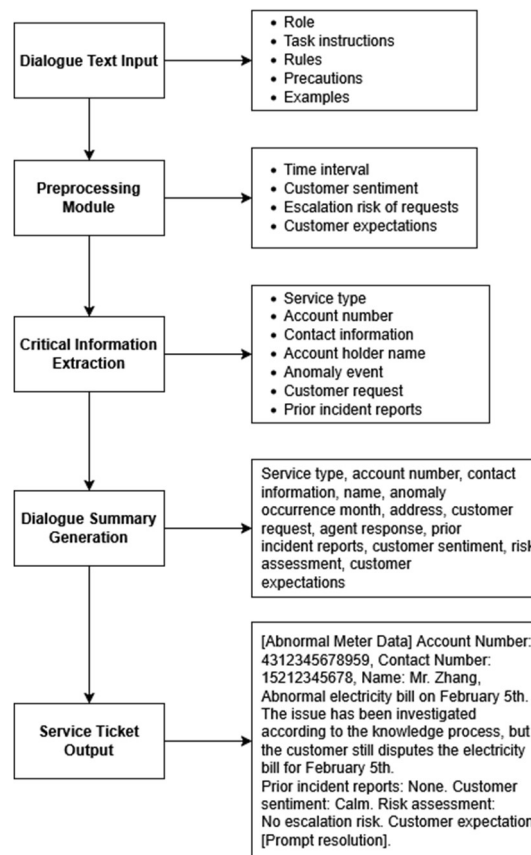 Dialogue Text Input
• Role
• Task instructions
• Rules
• Precautions
• Examples
Preprocessing
Module
• Time interval
• Customer sentiment
• Escalation risk of requests
• Customer expectations
Critical Information
Extraction
• Service type
• Account number
• Contact information
• Account holder name
• Anomaly event
• Customer request
• Prior incident reports
Dialogue Summary
Generation
Service type, account number, contact
information, name, anomaly
occurrence month, address, customer
request, agent response, prior
incident reports, customer sentiment, risk
assessment, customer
expectations
Service Ticket
Output
[Abnormal Meter Data] Account Number:
4312345678959, Contact Number:
15212345678, Name: Mr. Zhang,
Abnormal electricity bill on February 5th.
The issue has been investigated
according to the knowledge process, but
the customer still disputes the electricity
bill for February 5th.
Prior incident reports: None. Customer
sentiment: Calm. Risk assessment:
No escalation risk. Customer expectation
[Prompt resolution].